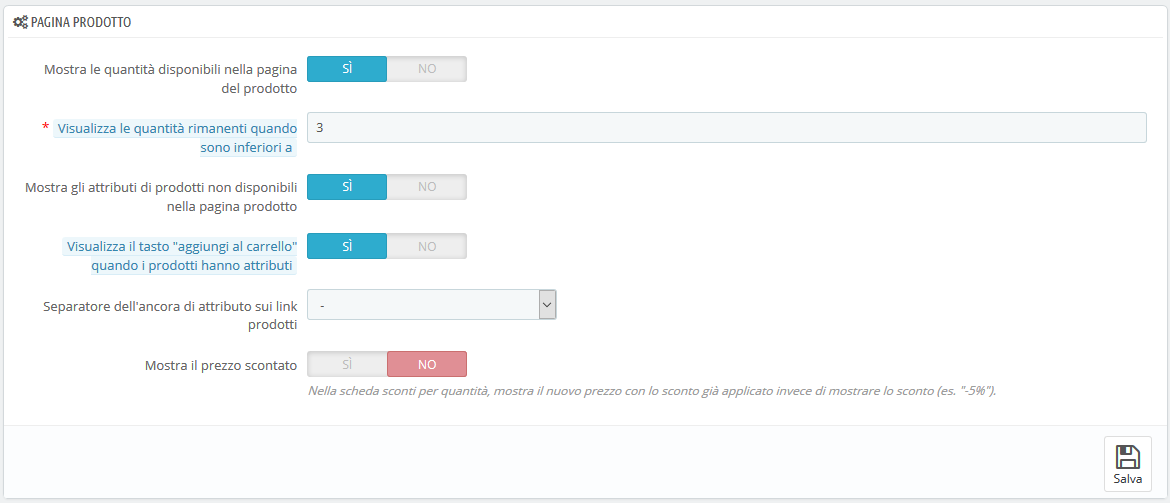 PAGINA PRODOTTO
Mostra le quantità disponibili nella pagina
del prodotto
SÌ NO
* Visualizza le quantità rimanenti quando
sono inferiori a
3
Mostra gli attributi di prodotti non disponibili
nella pagina prodotto
SÌ NO
Visualizza il tasto "aggiungi al carrello"
quando i prodotti hanno attributi
SÌ NO
Separatore dell'ancora di attributo sui link
prodotti
-
Mostra il prezzo scontato
SÌ NO
Nella scheda sconti per quantità, mostra il nuovo prezzo con lo sconto già applicato invece di mostrare lo sconto (es. "-5%").
Salva